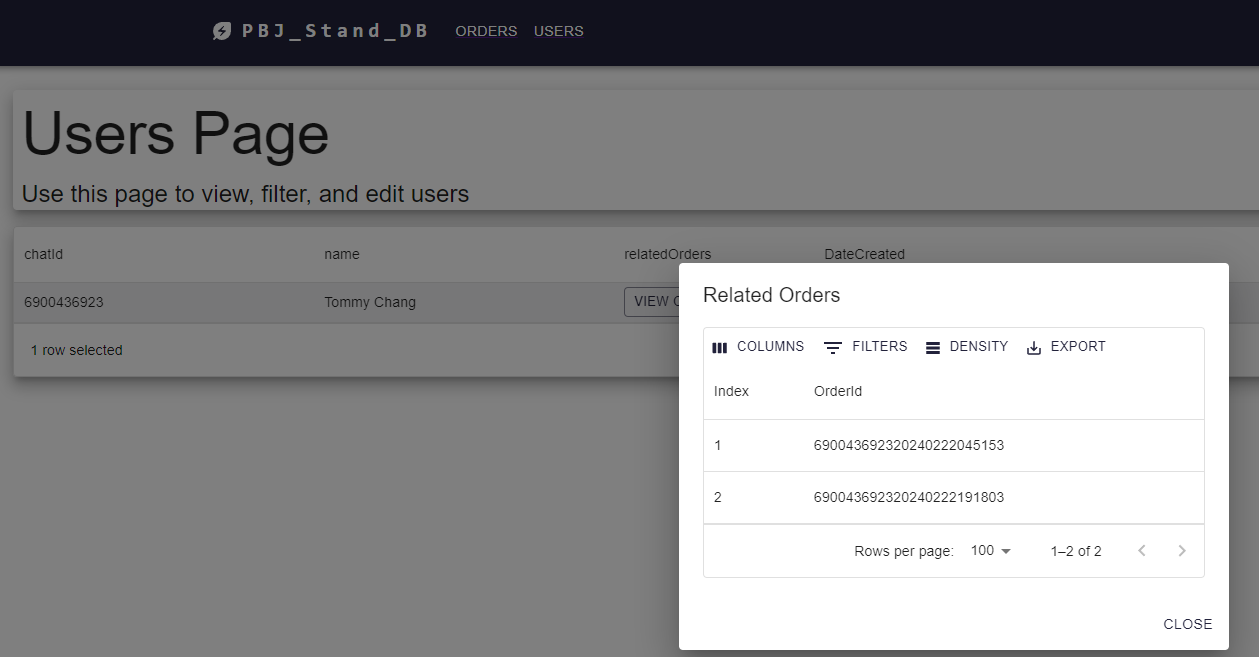 PBJ_Stand_DB ORDERS USERS
Users Page
Use this page to view, filter, and edit users
chatId name relatedOrders DateCreated
6900436923 Tommy Chang VIEW
1 row selected
Related Orders
COLUMNS FILTERS DENSITY EXPORT
Index OrderId
1 690043692320240222045153
2 690043692320240222191803
Rows per page: 100 1–2 of 2
CLOSE